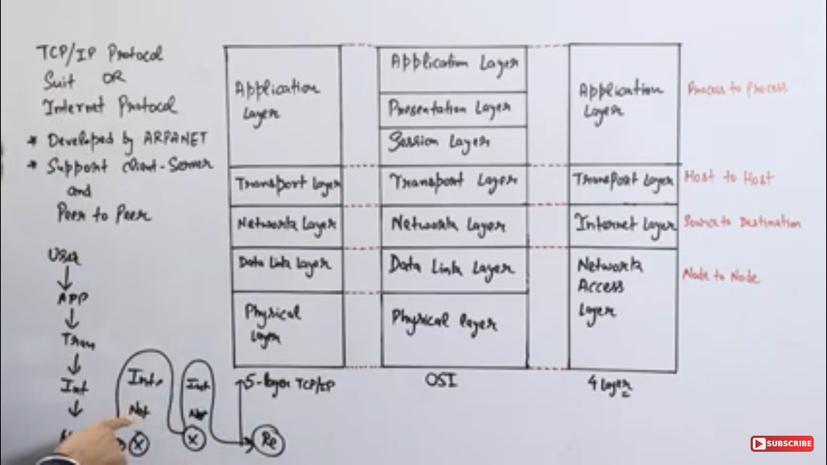 TCP/IP Protocol
Suit OR
Internet Protocol
* Developed by ARPANET
* Support Client-Server
and
Peer to Peer
User
APP
Tran
Int
Int.
Net
X
Int
Net
X
Re
Application
Layer
Transport Layer
Network Layer
Data Link Layer
Physical
Layer
5-layer TCP/IP
Application Layer
Presentation Layer
Session Layer
Transport Layer
Network Layer
Data Link Layer
Physical layer
OSI
Application
Layer
Transport Layer
Internet Layer
Network
Access
Layer
4 Layer
Process to Process
Host to Host
Source to Destination
Node to Node
SUBSCRIBE